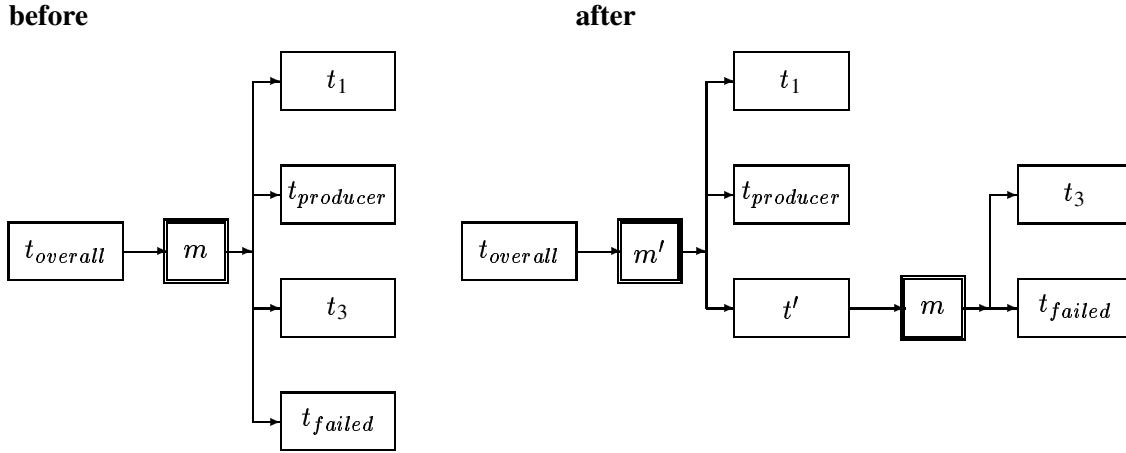 before
after
t_1
t_producer
t_overall
m
t_3
t_failed
t_1
t_producer
t_overall
m'
t'
m
t_3
t_failed